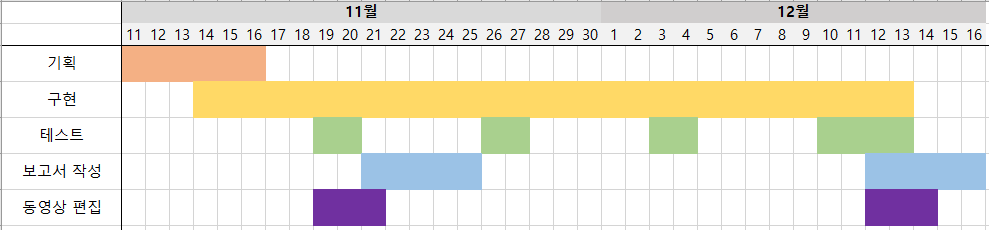 11월 12월
11 12 13 14 15 16 17 18 19 20 21 22 23 24 25 26 27 28 29 30 1 2 3 4 5 6 7 8 9 10 11 12 13 14 15 16
기획
구현
테스트
보고서 작성
동영상 편집